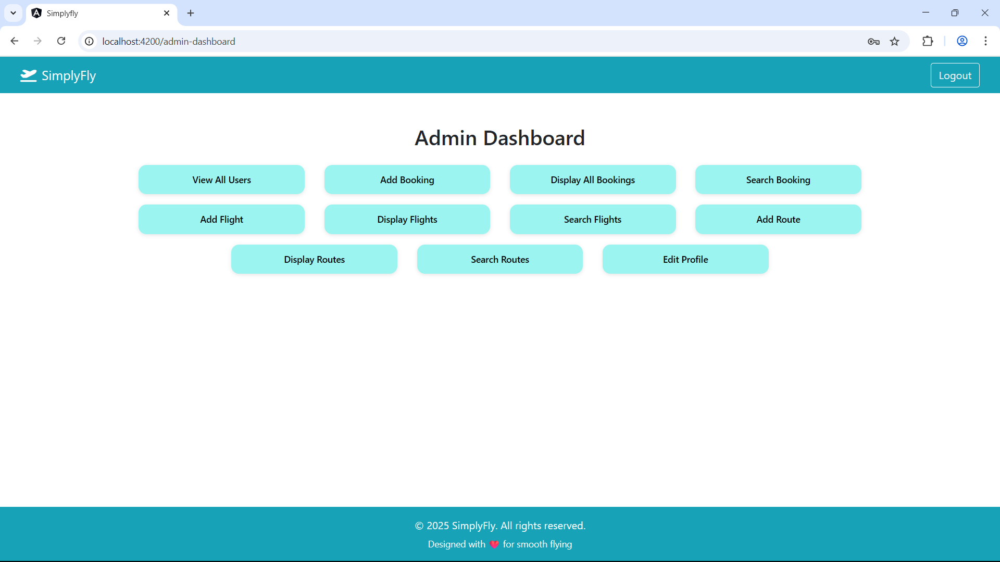 Simplyfly
localhost:4200/admin-dashboard
SimplyFly
Logout
Admin Dashboard
View All Users
Add Booking
Display All Bookings
Search Booking
Add Flight
Display Flights
Search Flights
Add Route
Display Routes
Search Routes
Edit Profile
© 2025 SimplyFly. All rights reserved.
Designed with 💖 for smooth flying